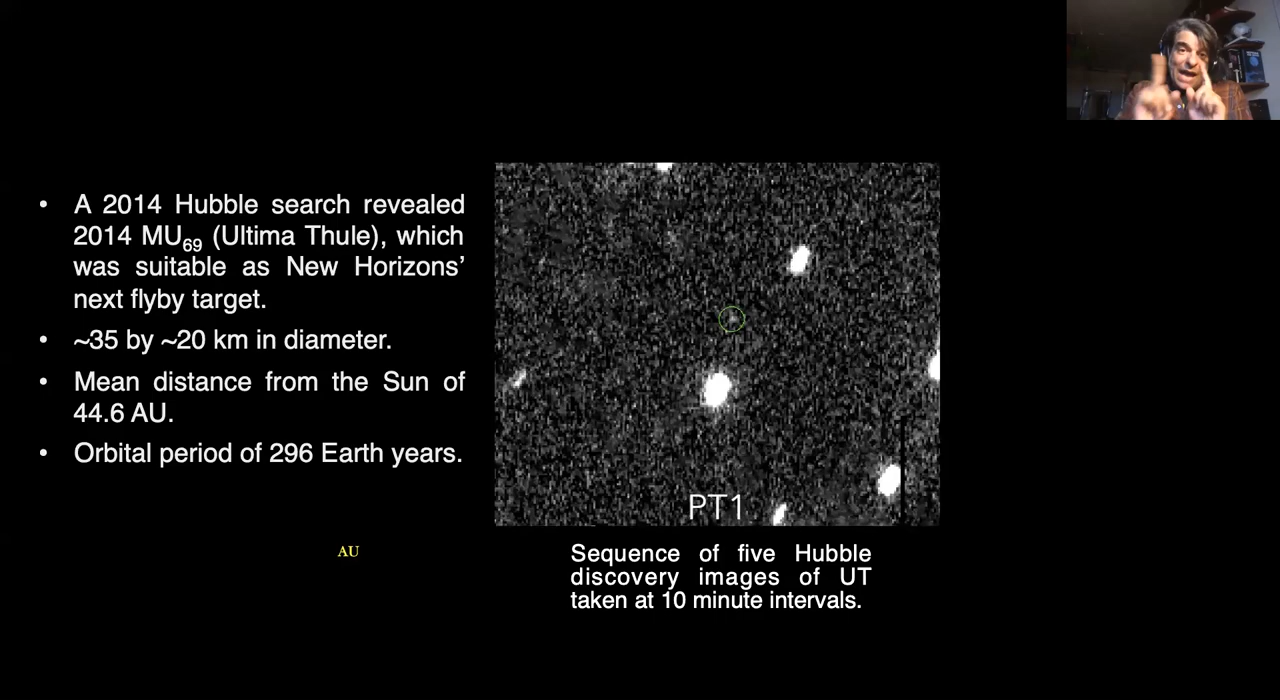 • A 2014 Hubble search revealed
2014 MU69 (Ultima Thule), which
was suitable as New Horizons’
next flyby target.
• ~35 by ~20 km in diameter.
• Mean distance from the Sun of
44.6 AU.
• Orbital period of 296 Earth years.
AU
PT1
Sequence of five Hubble
discovery images of UT
taken at 10 minute intervals.